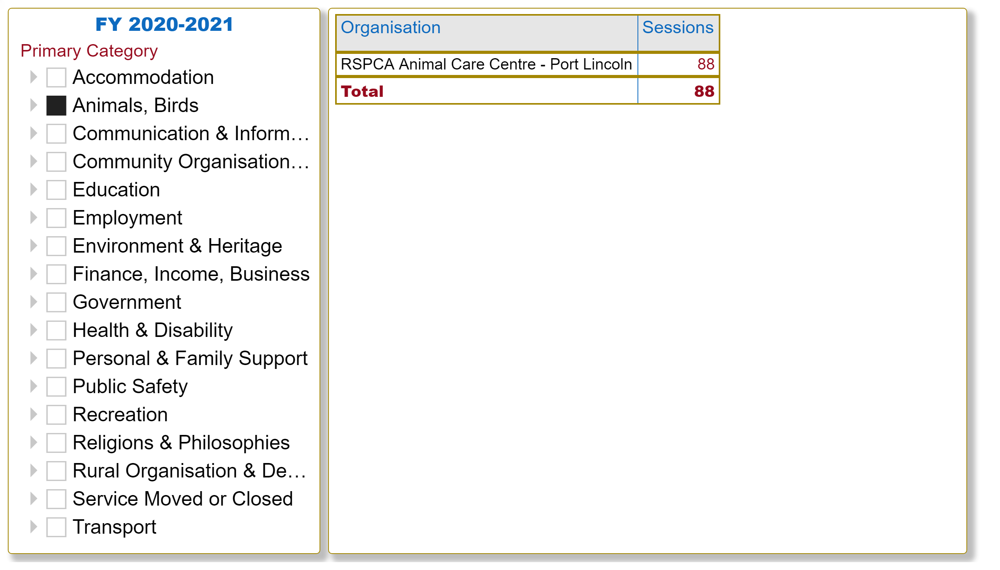 FY 2020-2021
Primary Category
Accommodation
Animals, Birds
Communication & Inform...
Community Organisation...
Education
Employment
Environment & Heritage
Finance, Income, Business
Government
Health & Disability
Personal & Family Support
Public Safety
Recreation
Religions & Philosophies
Rural Organisation & De...
Service Moved or Closed
Transport
Organisation Sessions
RSPCA Animal Care Centre - Port Lincoln 88
Total 88